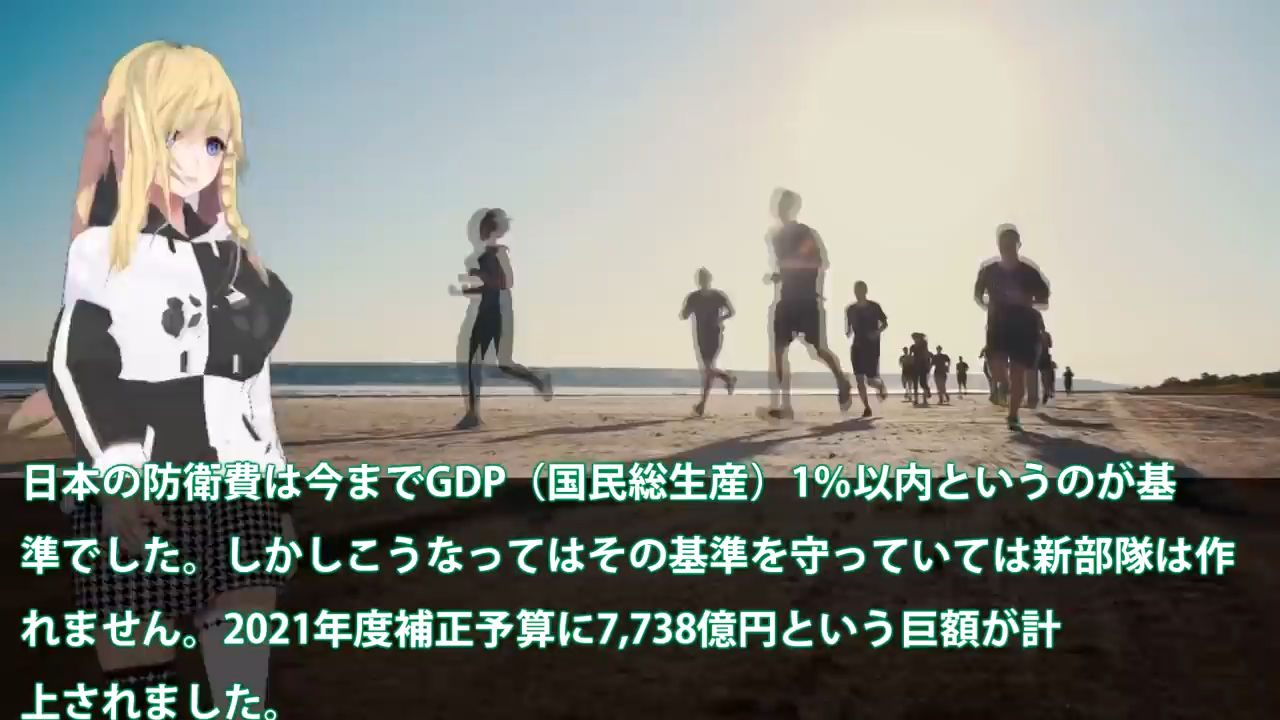 日本の防衛費は今までGDP（国民総生産）1%以内というのが基
準でした。しかしこうなってはその基準を守っていては新部隊は作
れません。2021年度補正予算に7,738億円という巨額が計
上されました。